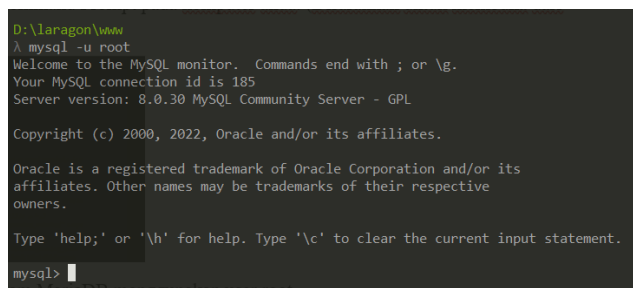 D:\laragon\www
λ mysql -u root
Welcome to the MySQL monitor.  Commands end with ; or \g.
Your MySQL connection id is 185
Server version: 8.0.30 MySQL Community Server - GPL
Copyright (c) 2000, 2022, Oracle and/or its affiliates.
Oracle is a registered trademark of Oracle Corporation and/or its
affiliates. Other names may be trademarks of their respective
owners.
Type 'help;' or '\h' for help. Type '\c' to clear the current input statement.
mysql>